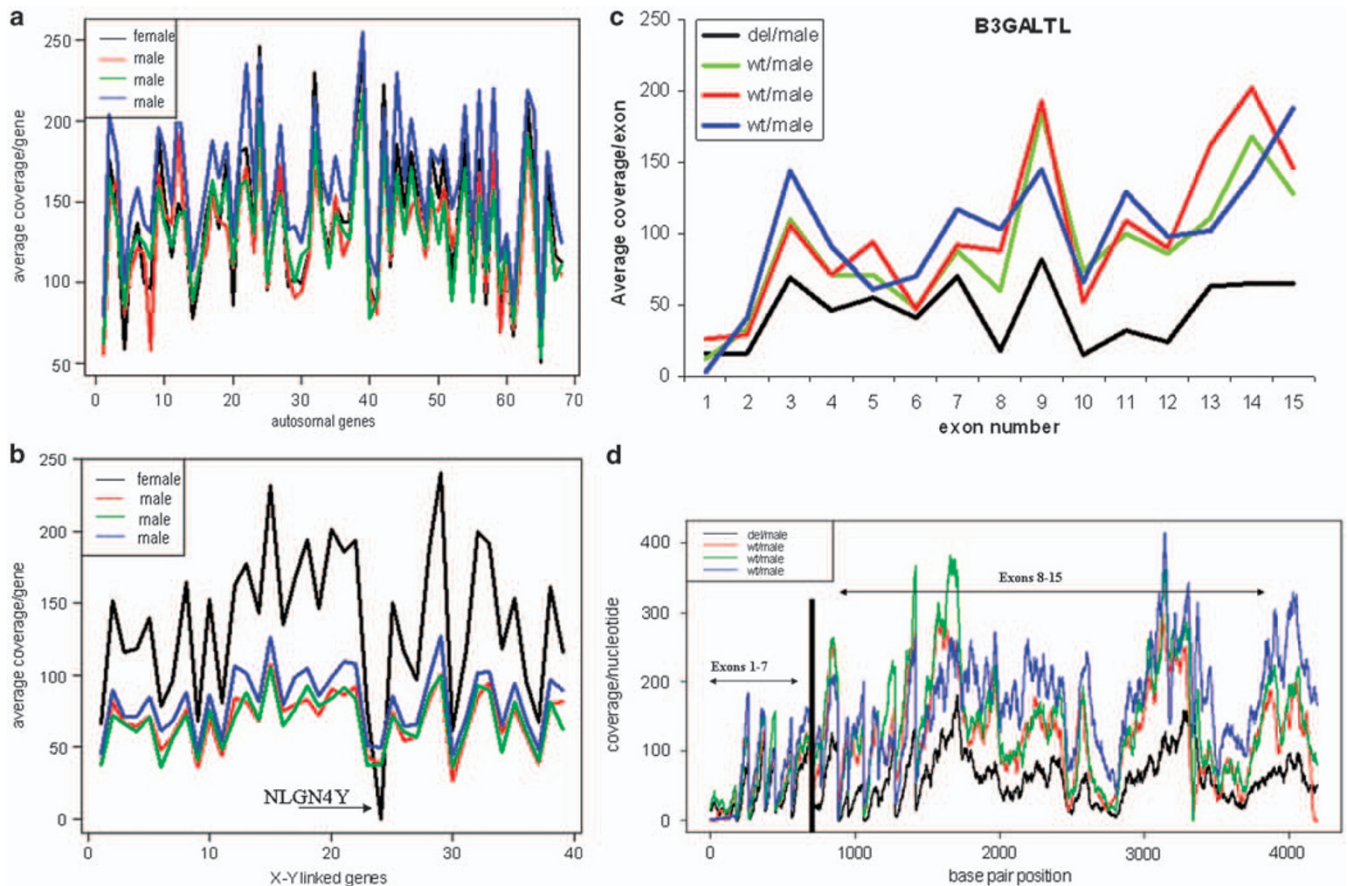 a
250
200
150
100
50
average coverage/gene
female
male
male
male
0 10 20 30 40 50 60 70
autosomal genes
b
250
200
150
100
50
0
average coverage/gene
female
male
male
male
NLGN4Y
0 10 20 30 40
X-Y linked genes
c
B3GALTL
250
200
150
100
50
0
Average coverage/exon
del/male
wt/male
wt/male
wt/male
1 2 3 4 5 6 7 8 9 10 11 12 13 14 15
exon number
d
400
300
200
100
0
coverage/nucleotide
del/male
wt/male
wt/male
wt/male
Exons 8-15
Exons 1-7
0 1000 2000 3000 4000
base pair position